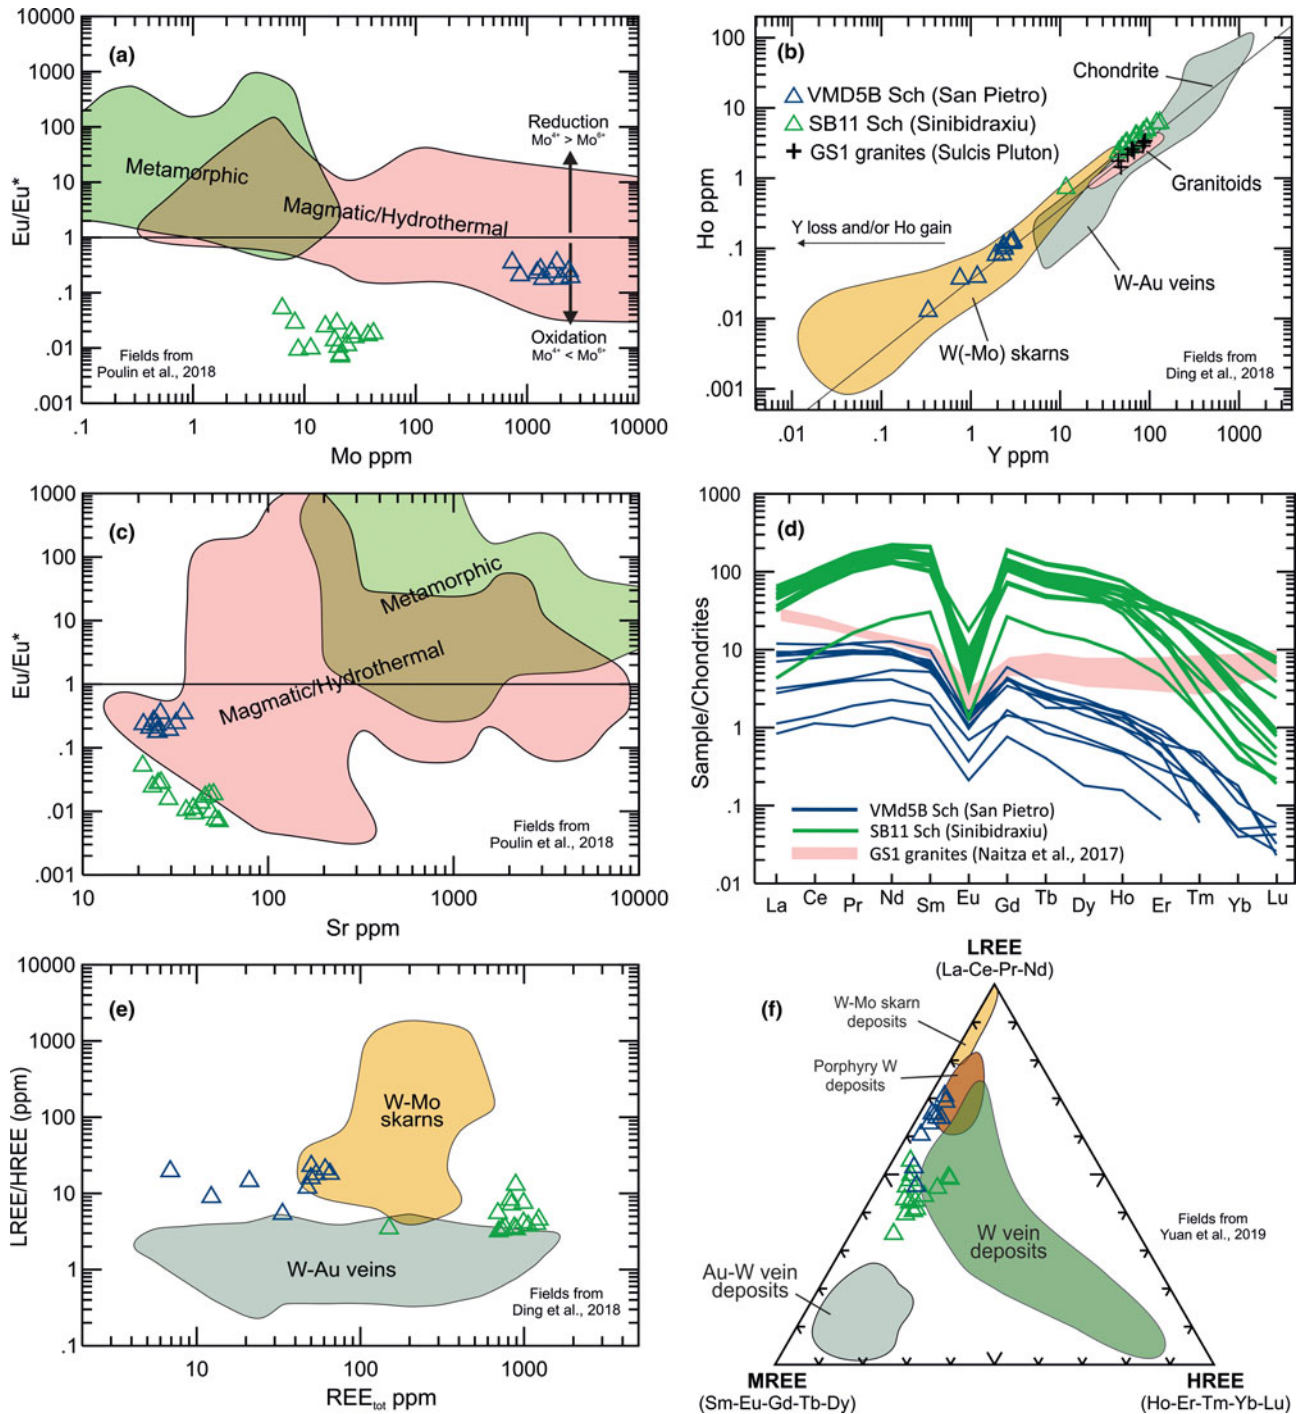 (a)
Eu/Eu*
10000
1000
100
10
1
.1
.01
.001
Metamorphic
Magmatic/Hydrothermal
Reduction
Mo⁴⁺ > Mo⁶⁺
Oxidation
Mo⁴⁺ < Mo⁶⁺
Fields from
Poulin et al., 2018
.1 1 10 100 1000 10000
Mo ppm
(b)
Ho ppm
100
10
1
0.1
.01
.001
VMD5B Sch (San Pietro)
SB11 Sch (Sinibidraxiu)
GS1 granites (Sulcis Pluton)
Chondrite
Granitoids
Y loss and/or Ho gain
W-Au veins
W(-Mo) skarns
Fields from
Ding et al., 2018
.01 .1 1 10 100 1000
Y ppm
(c)
Eu/Eu*
1000
100
10
1
.1
.01
.001
Metamorphic
Magmatic/Hydrothermal
Fields from
Poulin et al., 2018
10 100 1000 10000
Sr ppm
(d)
Sample/Chondrites
1000
100
10
1
0.1
.01
VMd5B Sch (San Pietro)
SB11 Sch (Sinibidraxiu)
GS1 granites (Naitza et al., 2017)
La Ce Pr Nd Sm Eu Gd Tb Dy Ho Er Tm Yb Lu
(e)
LREE/HREE (ppm)
10000
1000
100
10
1
.1
W-Mo
skarns
W-Au veins
Fields from
Ding et al., 2018
10 100 1000
REEtot ppm
(f)
LREE
(La-Ce-Pr-Nd)
W-Mo skarn
deposits
Porphyry W
deposits
W vein
deposits
Fields from
Yuan et al., 2019
Au-W vein
deposits
MREE
(Sm-Eu-Gd-Tb-Dy)
HREE
(Ho-Er-Tm-Yb-Lu)